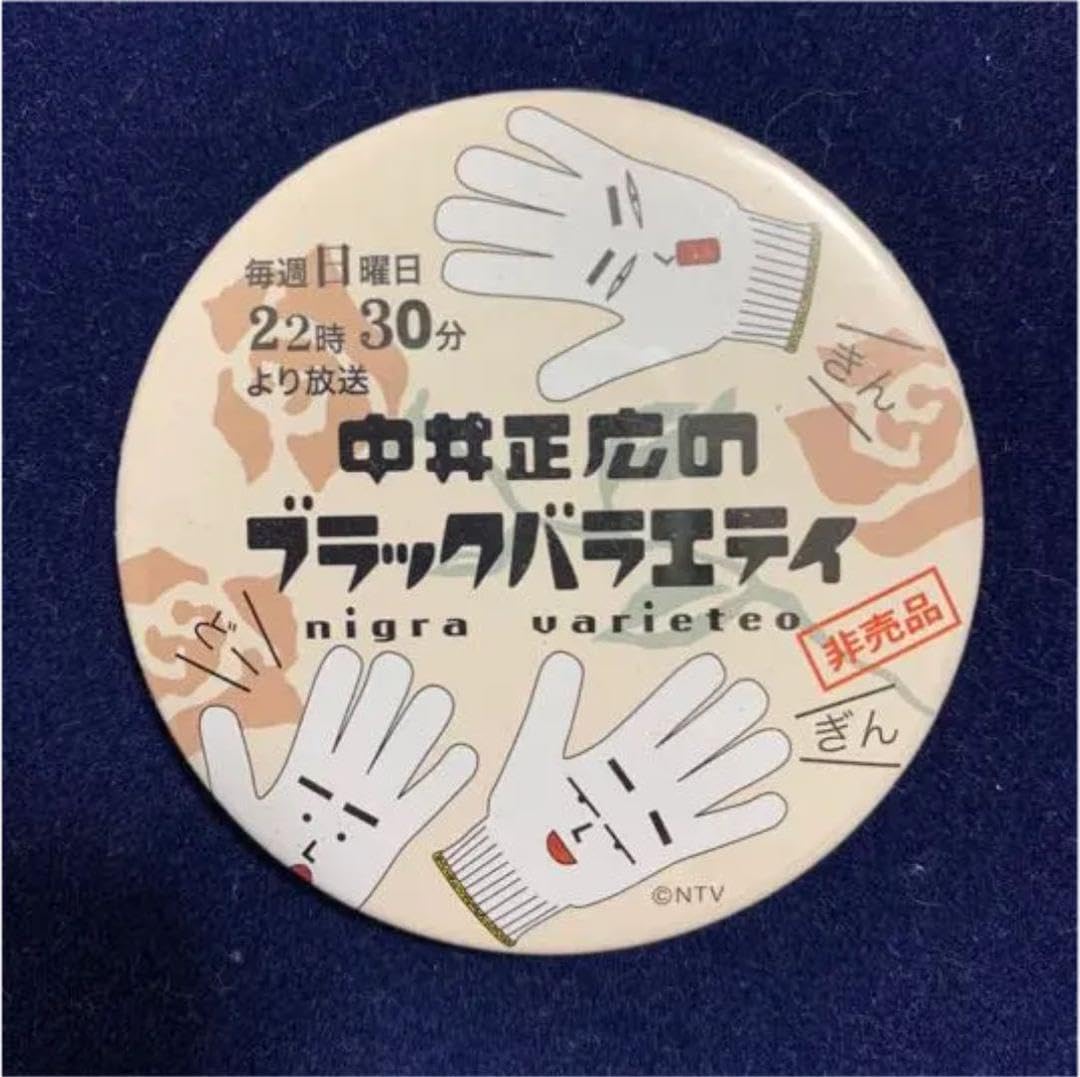 毎週日曜日
22時30分
より放送
きん
中井正広の
ブラックバラエティ
nigra varieteo
非売品
どう
ぎん
©NTV